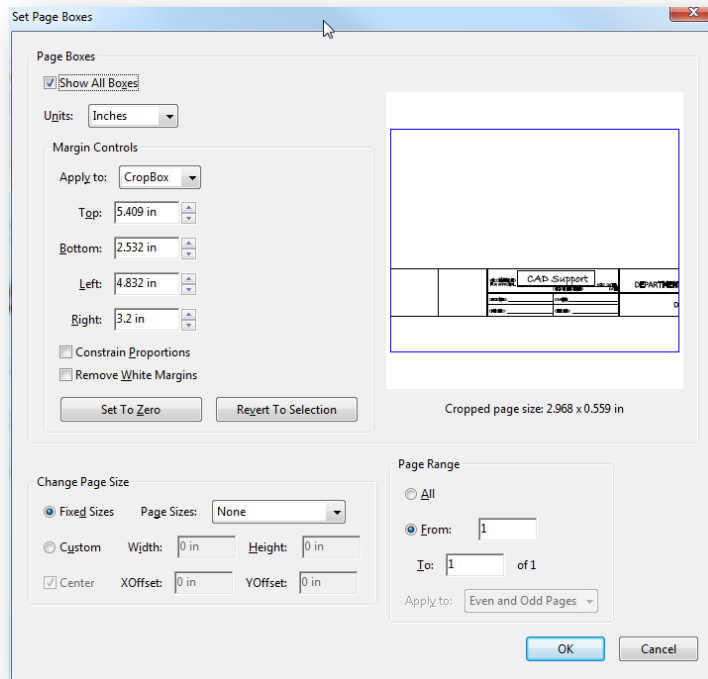 Set Page Boxes
Page Boxes
Show All Boxes
Units: Inches
Margin Controls
Apply to: CropBox
Top: 5.409 in
Bottom: 2.532 in
Left: 4.832 in
Right: 3.2 in
Constrain Proportions
Remove White Margins
Set To Zero
Revert To Selection
CAD Support
DEPARTMENT
D
Cropped page size: 2.968 x 0.559 in
Change Page Size
Fixed Sizes Page Sizes: None
Custom Width: 0 in Height: 0 in
Center XOffset: 0 in YOffset: 0 in
Page Range
All
From: 1
To: 1 of 1
Apply to: Even and Odd Pages
OK
Cancel